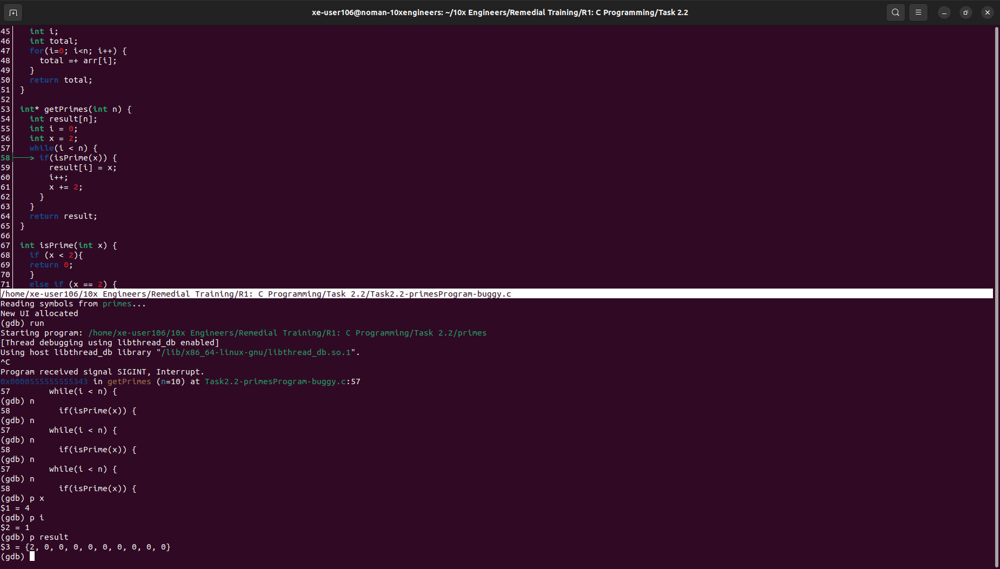 xe-user106@noman-10xengineers: ~/10x Engineers/Remedial Training/R1: C Programming/Task 2.2
45 int i;
46 int total;
47 for(i=0; i<n; i++) {
48 total =+ arr[i];
49 }
50 return total;
51 }
52
53 int* getPrimes(int n) {
54 int result[n];
55 int i = 0;
56 int x = 2;
57 while(i < n) {
58 > if(isPrime(x)) {
59 result[i] = x;
60 i++;
61 x += 2;
62 }
63 }
64 return result;
65 }
66
67 int isPrime(int x) {
68 if (x < 2){
69 return 0;
70 }
71 else if (x == 2) {
/home/xe-user106/10x Engineers/Remedial Training/R1: C Programming/Task 2.2/Task2.2-primesProgram-buggy.c
Reading symbols from primes...
New UI allocated
(gdb) run
Starting program: /home/xe-user106/10x Engineers/Remedial Training/R1: C Programming/Task 2.2/primes
[Thread debugging using libthread_db enabled]
Using host libthread_db library "/lib/x86_64-linux-gnu/libthread_db.so.1".
^C
Program received signal SIGINT, Interrupt.
0x0000555555555343 in getPrimes (n=10) at Task2.2-primesProgram-buggy.c:57
57 while(i < n) {
(gdb) n
58 if(isPrime(x)) {
(gdb) n
57 while(i < n) {
(gdb) n
58 if(isPrime(x)) {
(gdb) n
57 while(i < n) {
(gdb) n
58 if(isPrime(x)) {
(gdb) p x
$1 = 4
(gdb) p i
$2 = 1
(gdb) p result
$3 = {2, 0, 0, 0, 0, 0, 0, 0, 0, 0}
(gdb)